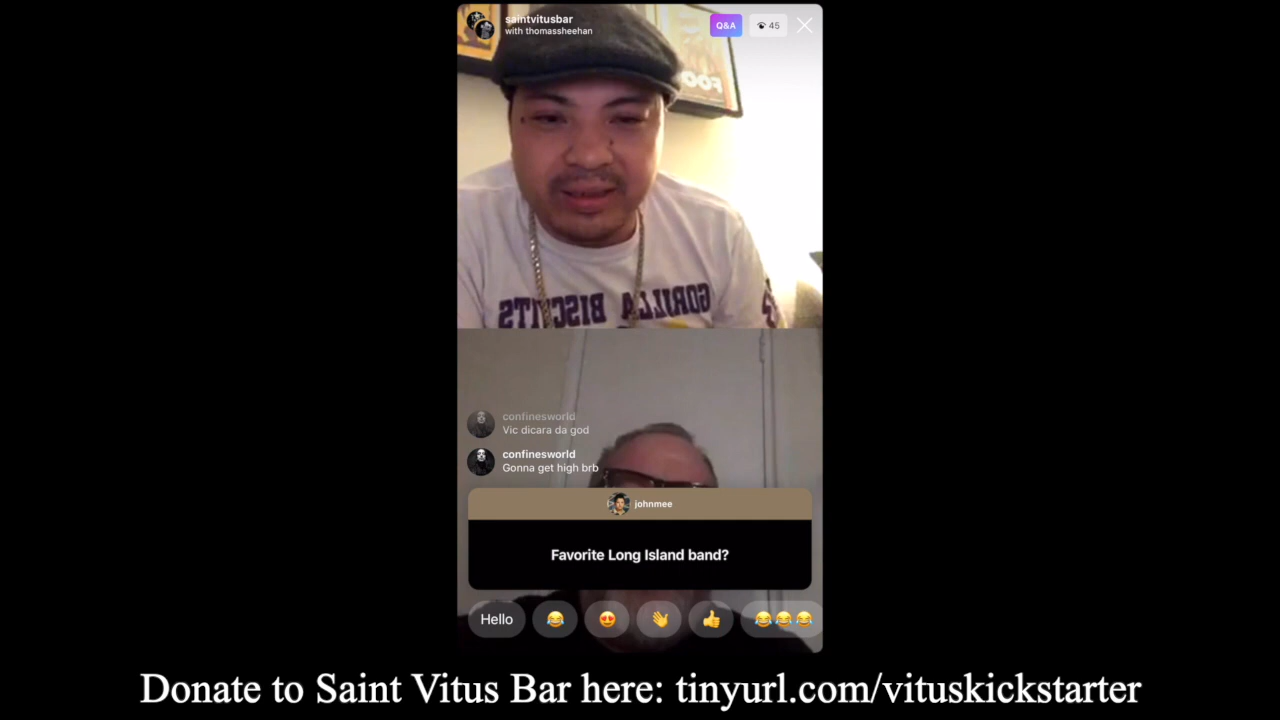 saintvitusbar
with thomassheehan
Q&A
45
FOO
GORILLA BISCUITS
confinesworld
Vic dicara da god
confinesworld
Gonna get high brb
johnmee
Favorite Long Island band?
Hello
Donate to Saint Vitus Bar here: tinyurl.com/vituskickstarter